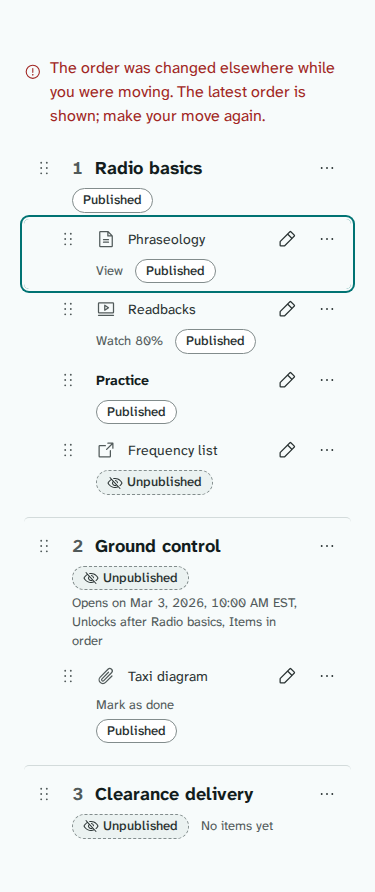 The order was changed elsewhere while
you were moving. The latest order is
shown; make your move again.
1 Radio basics
Published
Phraseology
View Published
Readbacks
Watch 80% Published
Practice
Published
Frequency list
Unpublished
2 Ground control
Unpublished
Opens on Mar 3, 2026, 10:00 AM EST,
Unlocks after Radio basics, Items in
order
Taxi diagram
Mark as done
Published
3 Clearance delivery
Unpublished No items yet